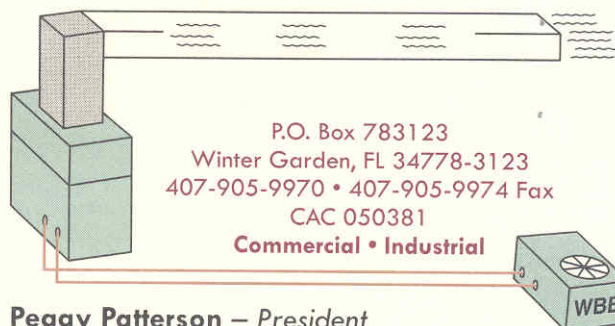 P.O. Box 783123
Winter Garden, FL 34778-3123
407-905-9970 • 407-905-9974 Fax
CAC 050381
Commercial • Industrial
WBE
Peggy Patterson – President